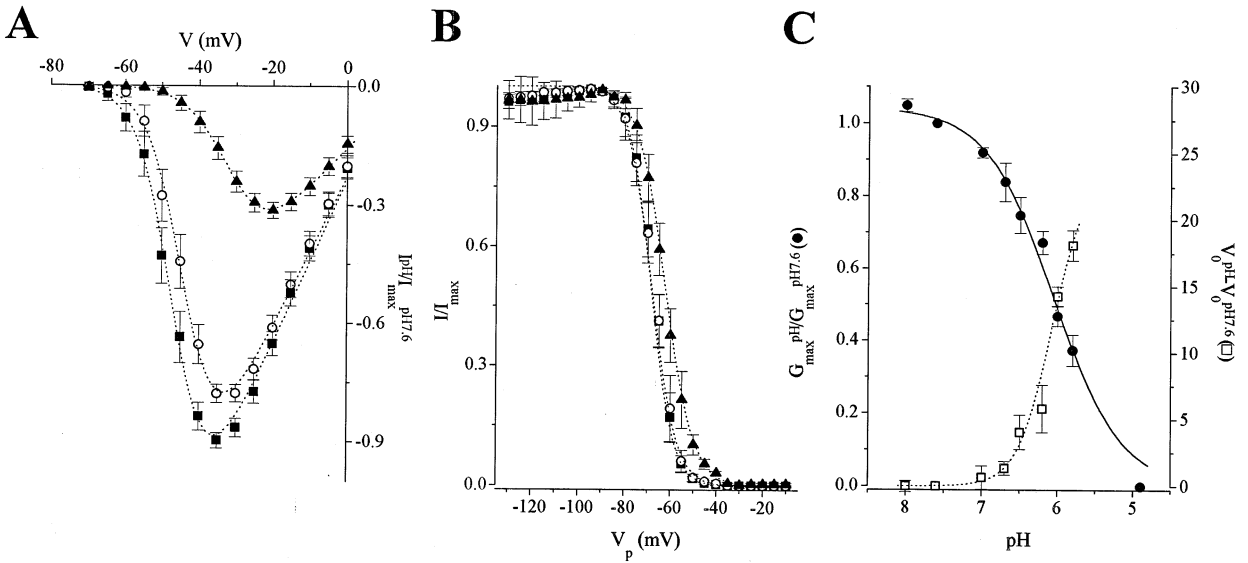 A
V (mV)
-80 -60 -40 -20 0
0.0
-0.3
-0.6
-0.9
I^pH/I_max^pH7.6
B
I/I_max
0.9
0.6
0.3
0.0
-120 -100 -80 -60 -40 -20
V_p (mV)
C
G_max^pH/G_max^pH7.6 (●)
1.0
0.8
0.6
0.4
0.2
0.0
8 7 6 5
pH
30
25
20
15
10
5
0
V_0^pH-V_0^pH7.6 (□)